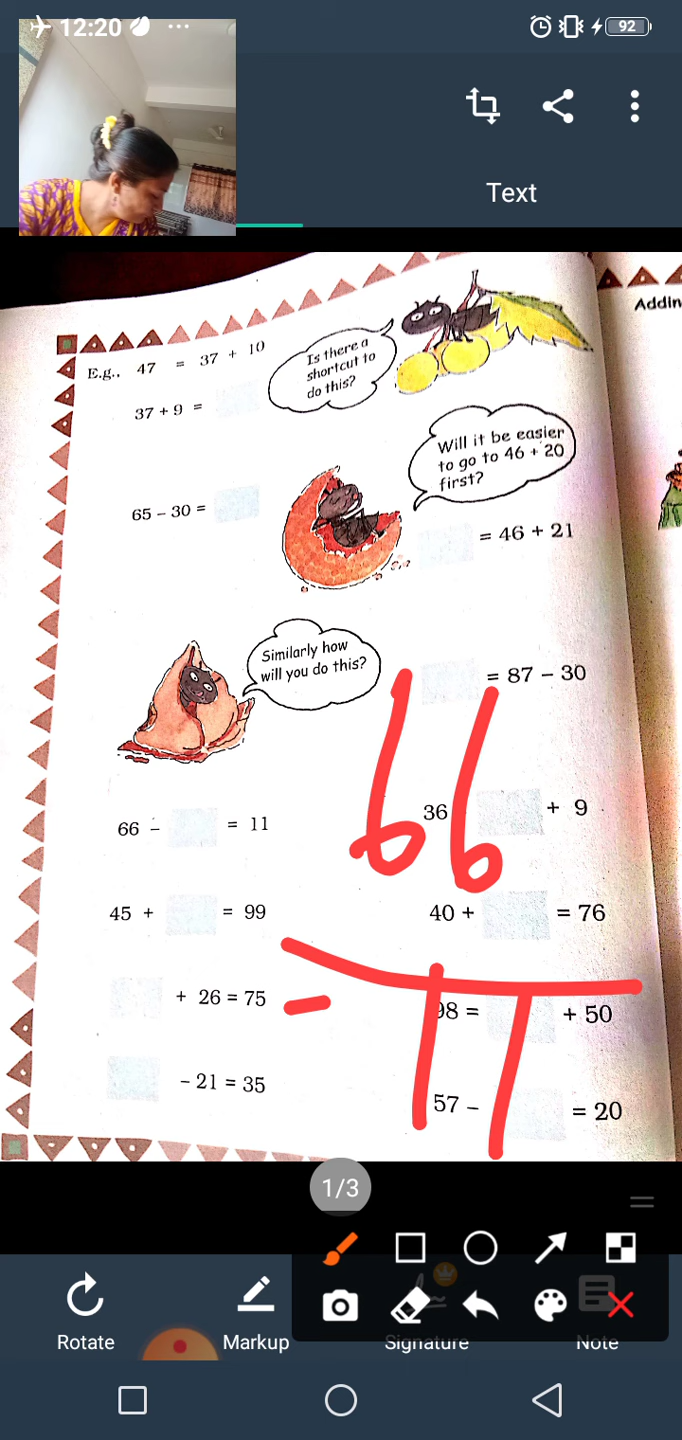 12:20
92
Text
Addin
E.g., 47 = 37 + 10
Is there a
shortcut to
do this?
37 + 9 =
Will it be easier
to go to 46 + 20
first?
65 – 30 =
= 46 + 21
Similarly how
will you do this?
= 87 – 30
66
66 – = 11
36 + 9
45 + = 99
40 + = 76
+ 26 = 75
– 11
98 = + 50
– 21 = 35
57 – = 20
1/3
Rotate
Markup
Signature
Note